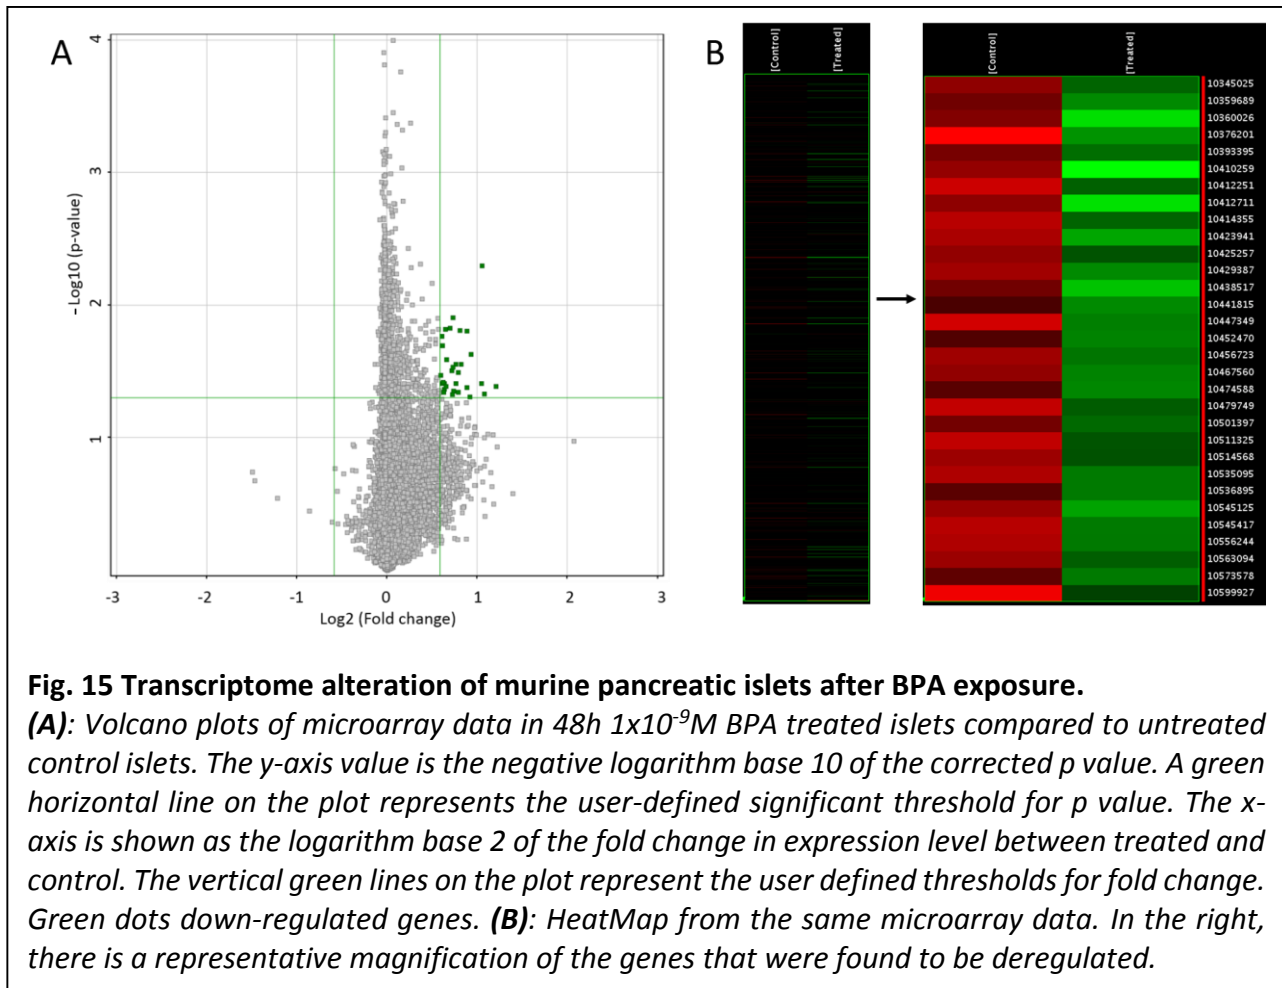 A
4
3
2
1
-Log10 (p-value)
-3
-2
-1
0
1
2
3
Log2 (Fold change)
B
[Control]
[Treated]
[Control]
[Treated]
10345025
10359689
10360026
10376201
10393395
10410259
10412251
10412711
10414355
10423941
10425257
10429387
10438517
10441815
10447349
10452470
10456723
10467560
10474588
10479749
10501397
10511325
10514568
10535095
10536895
10545125
10545417
10556244
10563094
10573578
10599927
Fig. 15 Transcriptome alteration of murine pancreatic islets after BPA exposure.
(A): Volcano plots of microarray data in 48h 1x10⁻⁹M BPA treated islets compared to untreated
control islets. The y-axis value is the negative logarithm base 10 of the corrected p value. A green
horizontal line on the plot represents the user-defined significant threshold for p value. The x-
axis is shown as the logarithm base 2 of the fold change in expression level between treated and
control. The vertical green lines on the plot represent the user defined thresholds for fold change.
Green dots down-regulated genes. (B): HeatMap from the same microarray data. In the right,
there is a representative magnification of the genes that were found to be deregulated.